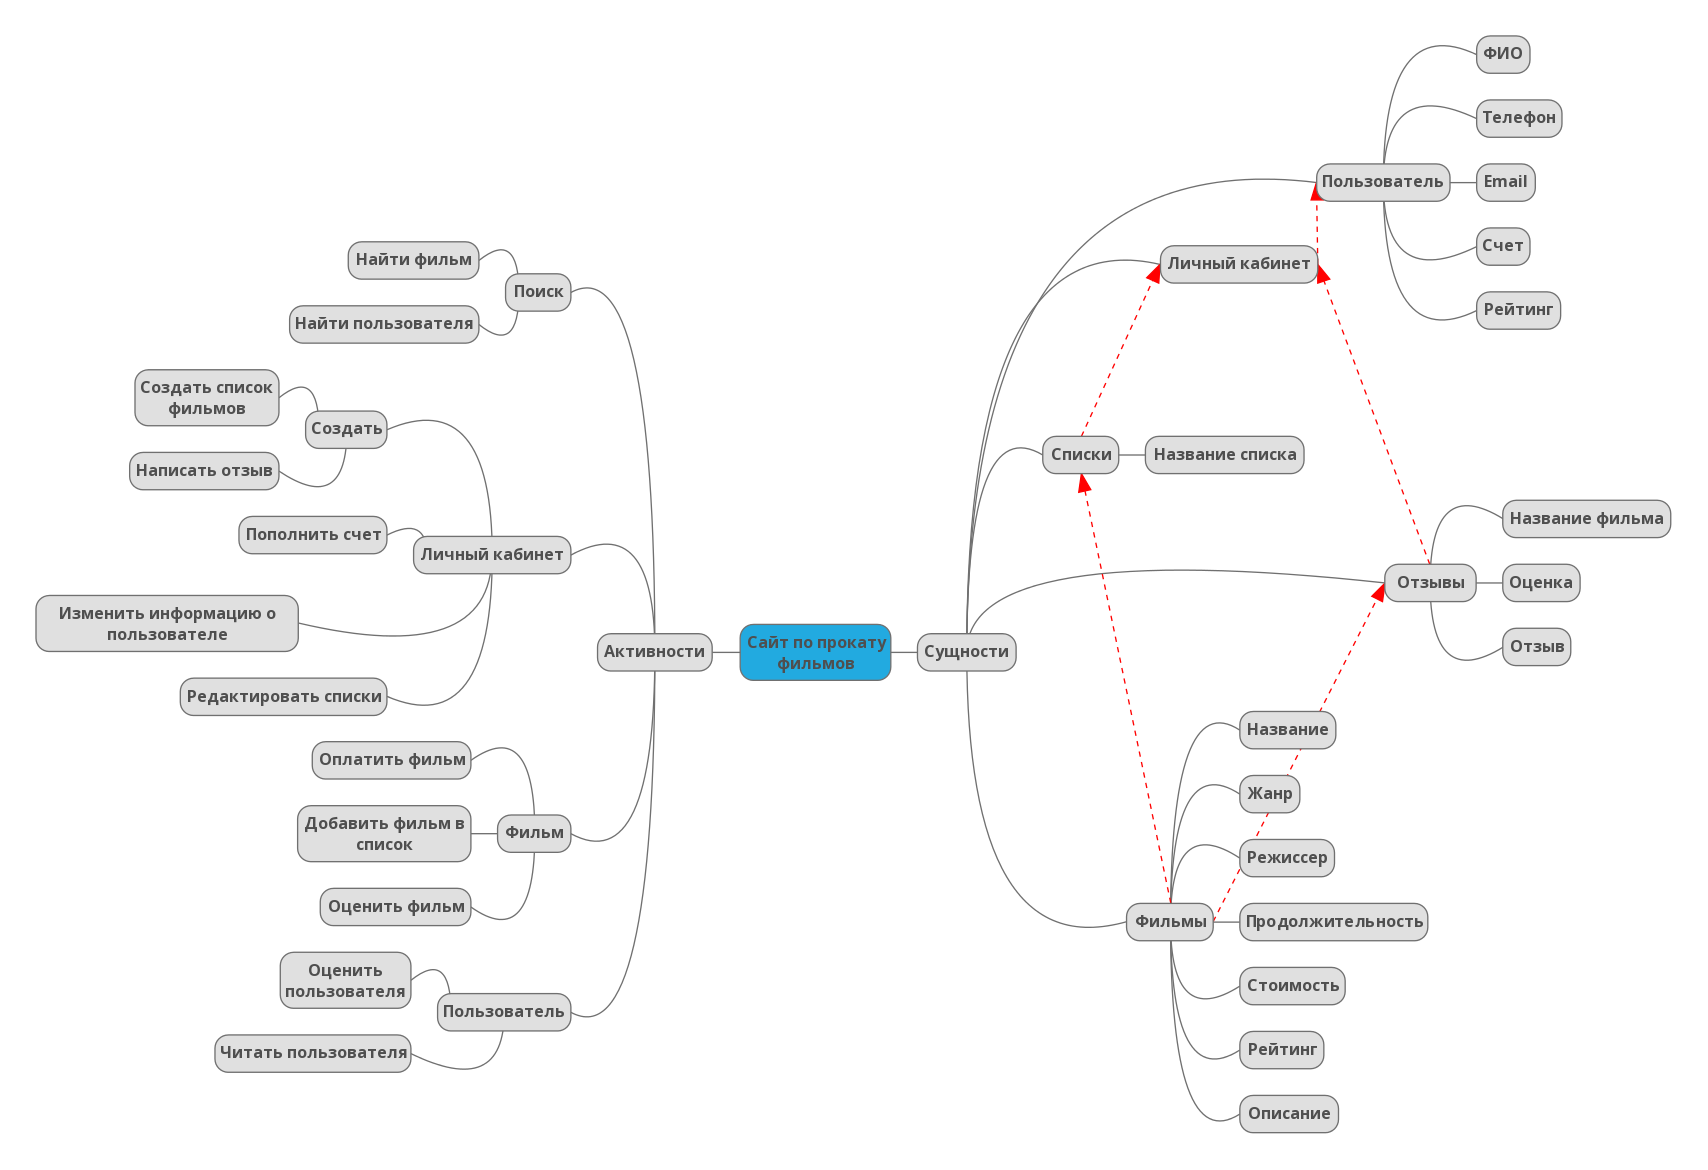 Сайт по прокату
фильмов
Активности
Поиск
Найти фильм
Найти пользователя
Личный кабинет
Создать
Создать список
фильмов
Написать отзыв
Пополнить счет
Изменить информацию о
пользователе
Редактировать списки
Фильм
Оплатить фильм
Добавить фильм в
список
Оценить фильм
Пользователь
Оценить
пользователя
Читать пользователя
Сущности
Пользователь
ФИО
Телефон
Email
Счет
Рейтинг
Личный кабинет
Списки
Название списка
Отзывы
Название фильма
Оценка
Отзыв
Фильмы
Название
Жанр
Режиссер
Продолжительность
Стоимость
Рейтинг
Описание